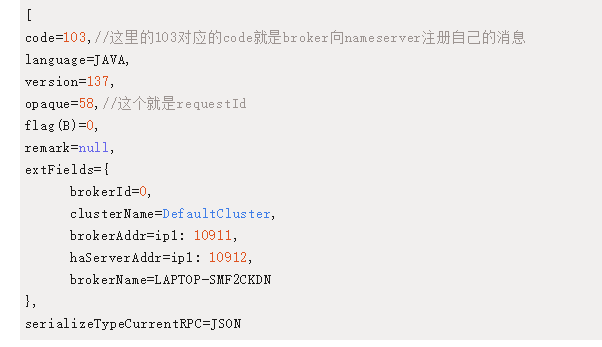 [
code=103,//这里的103对应的code就是broker向nameserver注册自己的消息
language=JAVA,
version=137,
opaque=58,//这个就是requestId
flag(B)=0,
remark=null,
extFields={
brokerId=0,
clusterName=DefaultCluster,
brokerAddr=ip1: 10911,
haServerAddr=ip1: 10912,
brokerName=LAPTOP-SMF2CKDN
},
serializeTypeCurrentRPC=JSON